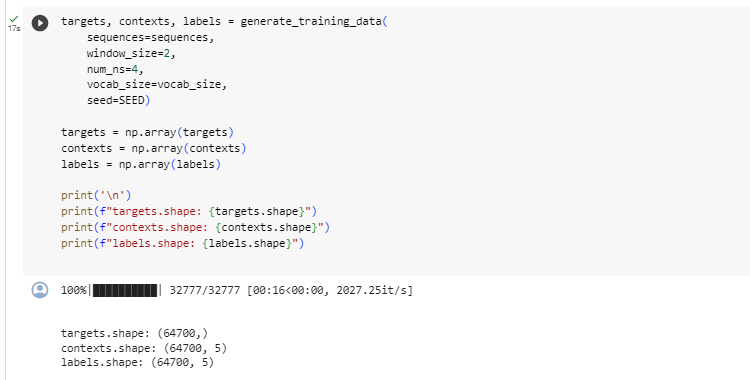 targets, contexts, labels = generate_training_data(
17s
    sequences=sequences,
    window_size=2,
    num_ns=4,
    vocab_size=vocab_size,
    seed=SEED)
targets = np.array(targets)
contexts = np.array(contexts)
labels = np.array(labels)
print('\n')
print(f"targets.shape: {targets.shape}")
print(f"contexts.shape: {contexts.shape}")
print(f"labels.shape: {labels.shape}")
100%|██████████| 32777/32777 [00:16<00:00, 2027.25it/s]
targets.shape: (64700,)
contexts.shape: (64700, 5)
labels.shape: (64700, 5)